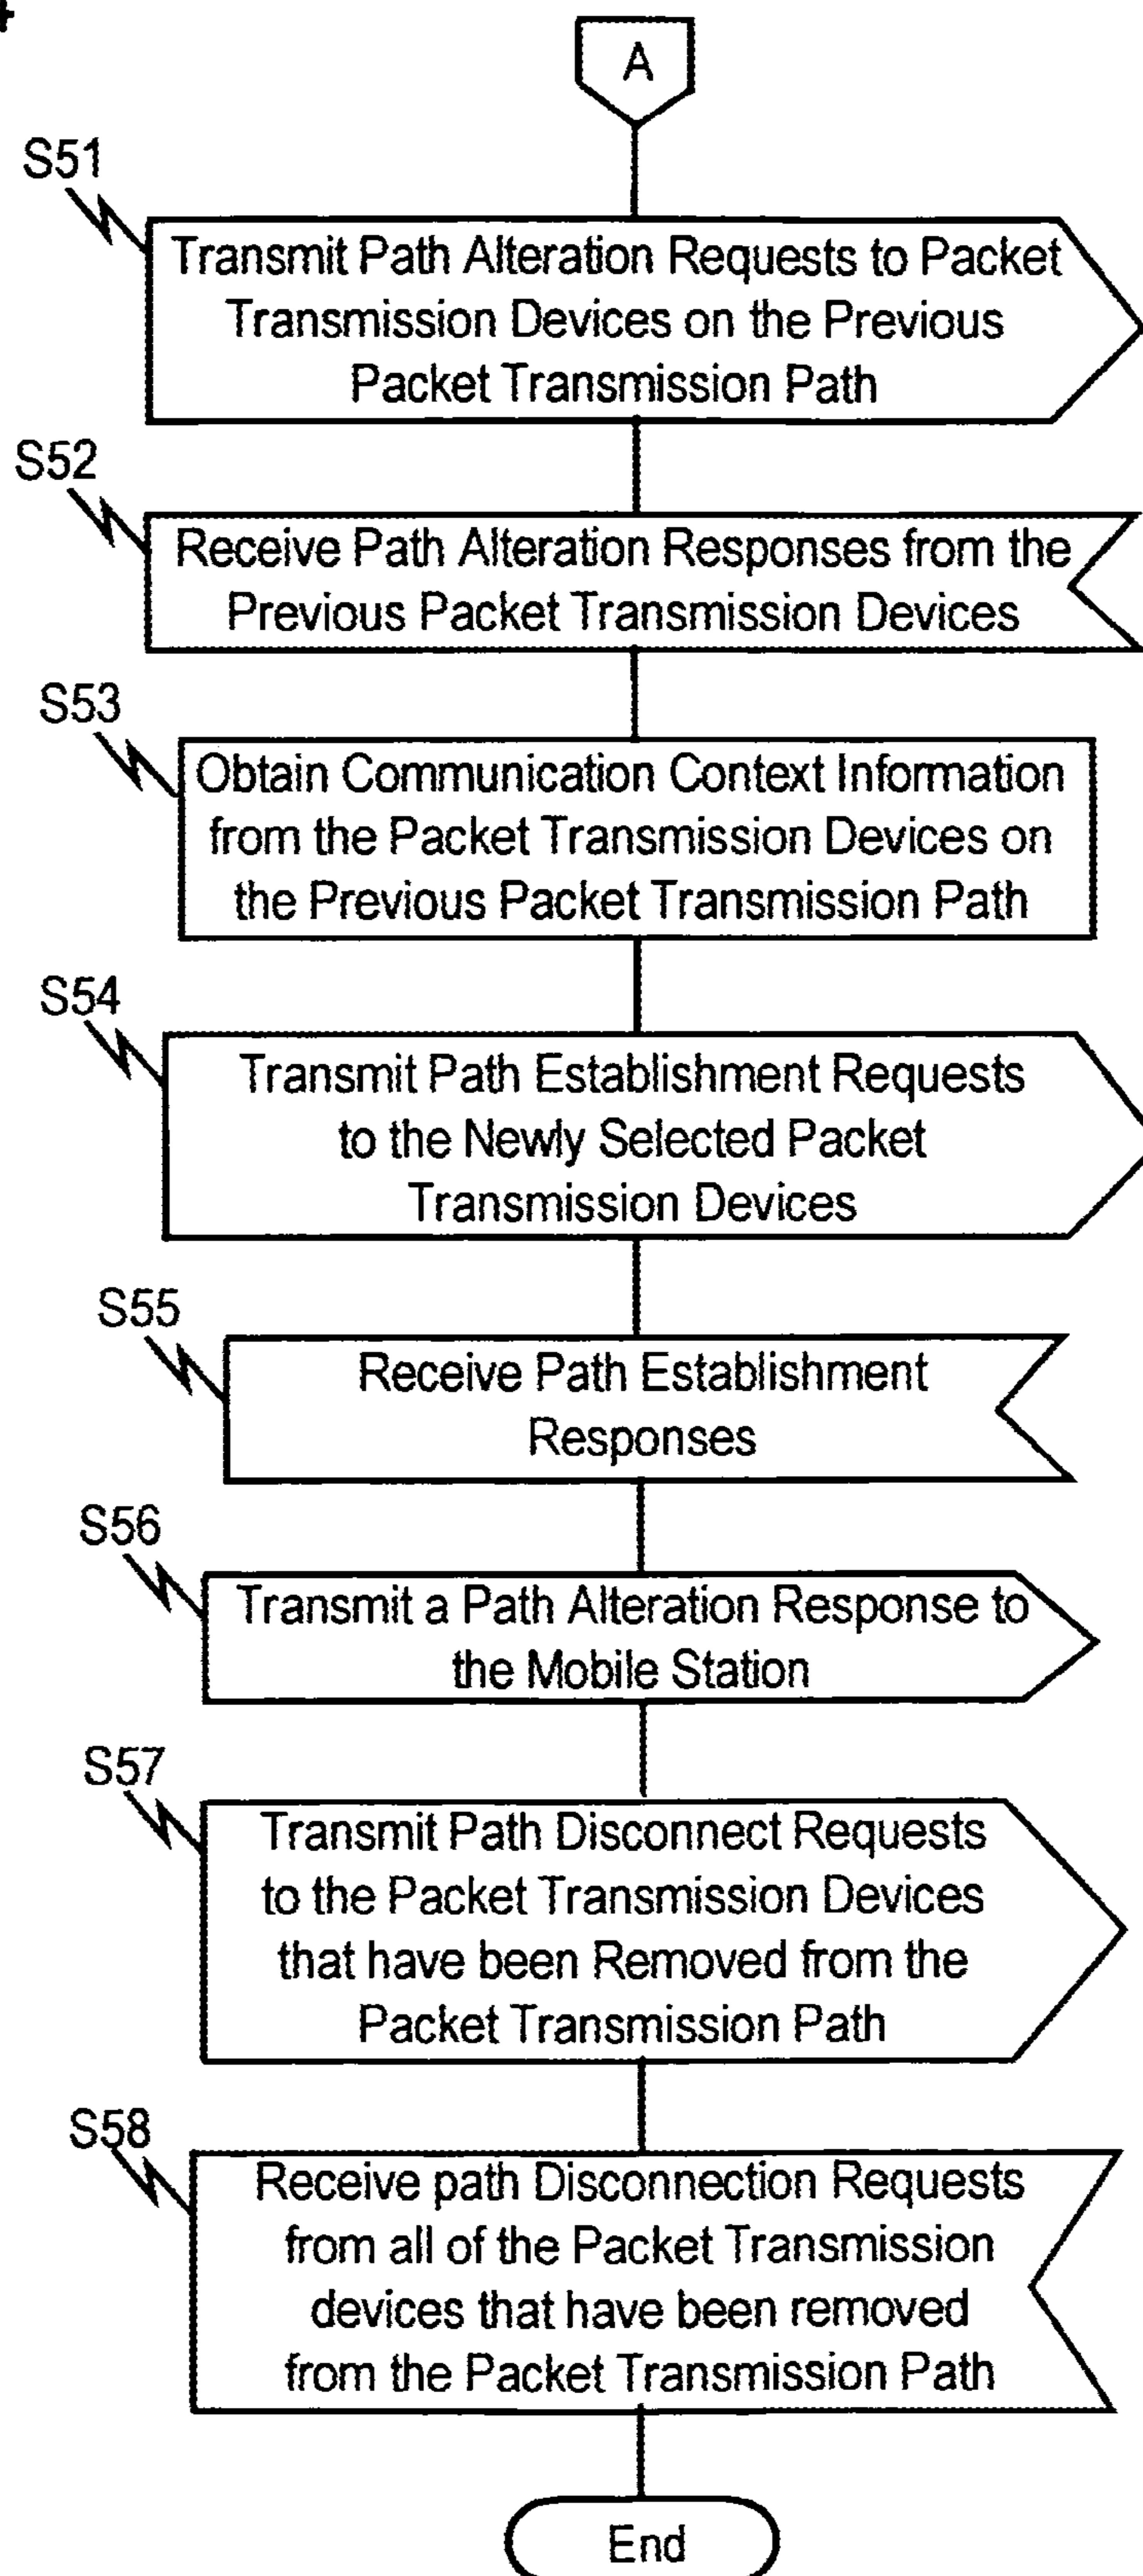 A
S51
Transmit Path Alteration Requests to Packet
Transmission Devices on the Previous
Packet Transmission Path
S52
Receive Path Alteration Responses from the
Previous Packet Transmission Devices
S53
Obtain Communication Context Information
from the Packet Transmission Devices on
the Previous Packet Transmission Path
S54
Transmit Path Establishment Requests
to the Newly Selected Packet
Transmission Devices
S55
Receive Path Establishment
Responses
S56
Transmit a Path Alteration Response to
the Mobile Station
S57
Transmit Path Disconnect Requests
to the Packet Transmission Devices
that have been Removed from the
Packet Transmission Path
S58
Receive path Disconnection Requests
from all of the Packet Transmission
devices that have been removed
from the Packet Transmission Path
End